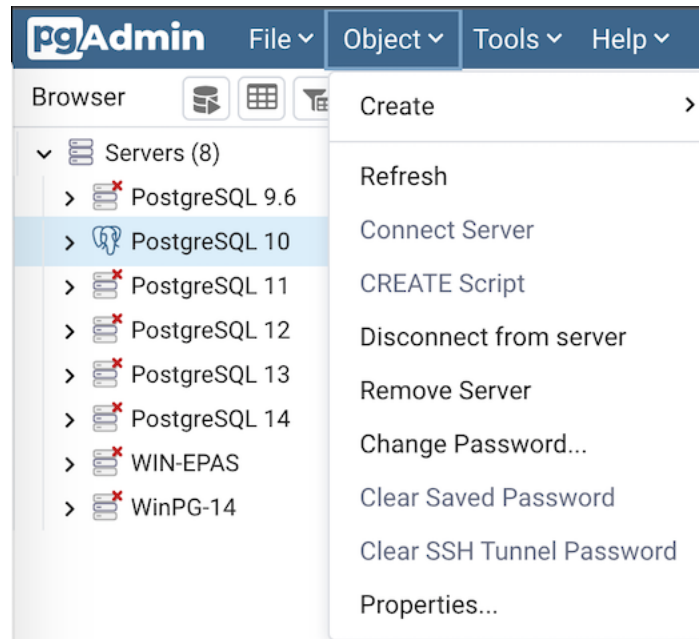 pgAdmin File Object Tools Help
Browser
Servers (8)
PostgreSQL 9.6
PostgreSQL 10
PostgreSQL 11
PostgreSQL 12
PostgreSQL 13
PostgreSQL 14
WIN-EPAS
WinPG-14
Create
Refresh
Connect Server
CREATE Script
Disconnect from server
Remove Server
Change Password...
Clear Saved Password
Clear SSH Tunnel Password
Properties...